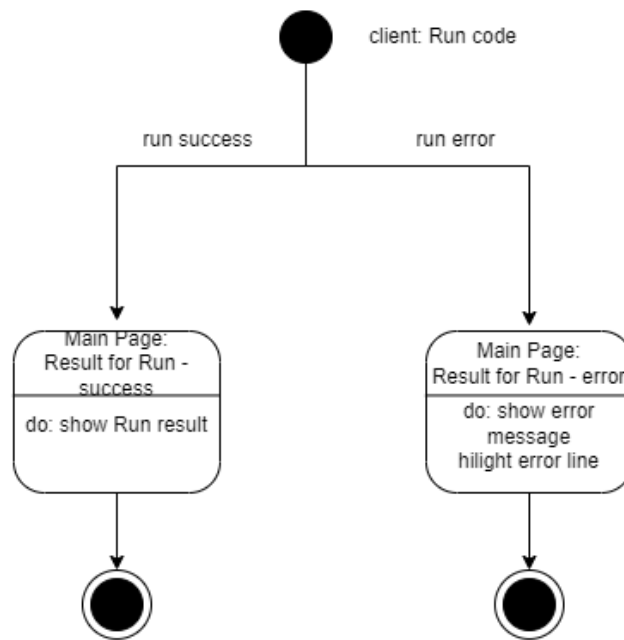 client: Run code
run success
run error
Main Page:
Result for Run -
success
do: show Run result
Main Page:
Result for Run - error
do: show error
message
hilight error line